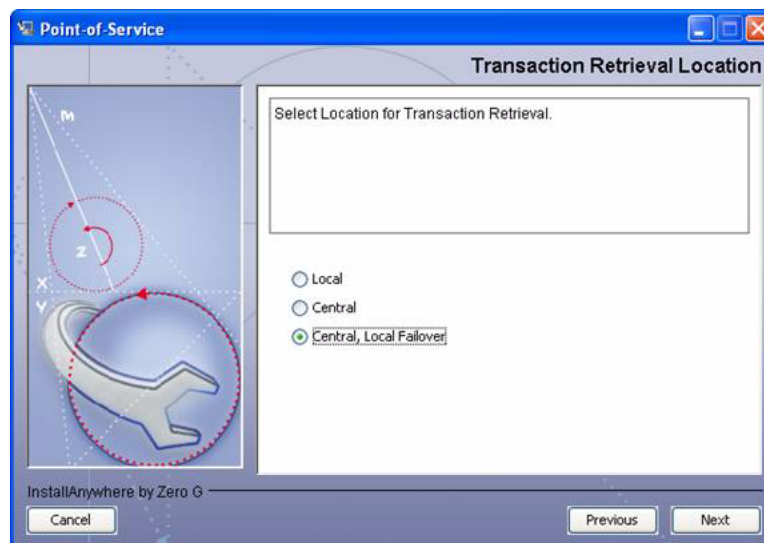 Point-of-Service
Transaction Retrieval Location
M
Z
X
Y
Select Location for Transaction Retrieval.
Local
Central
Central, Local Failover
InstallAnywhere by Zero G
Cancel
Previous
Next